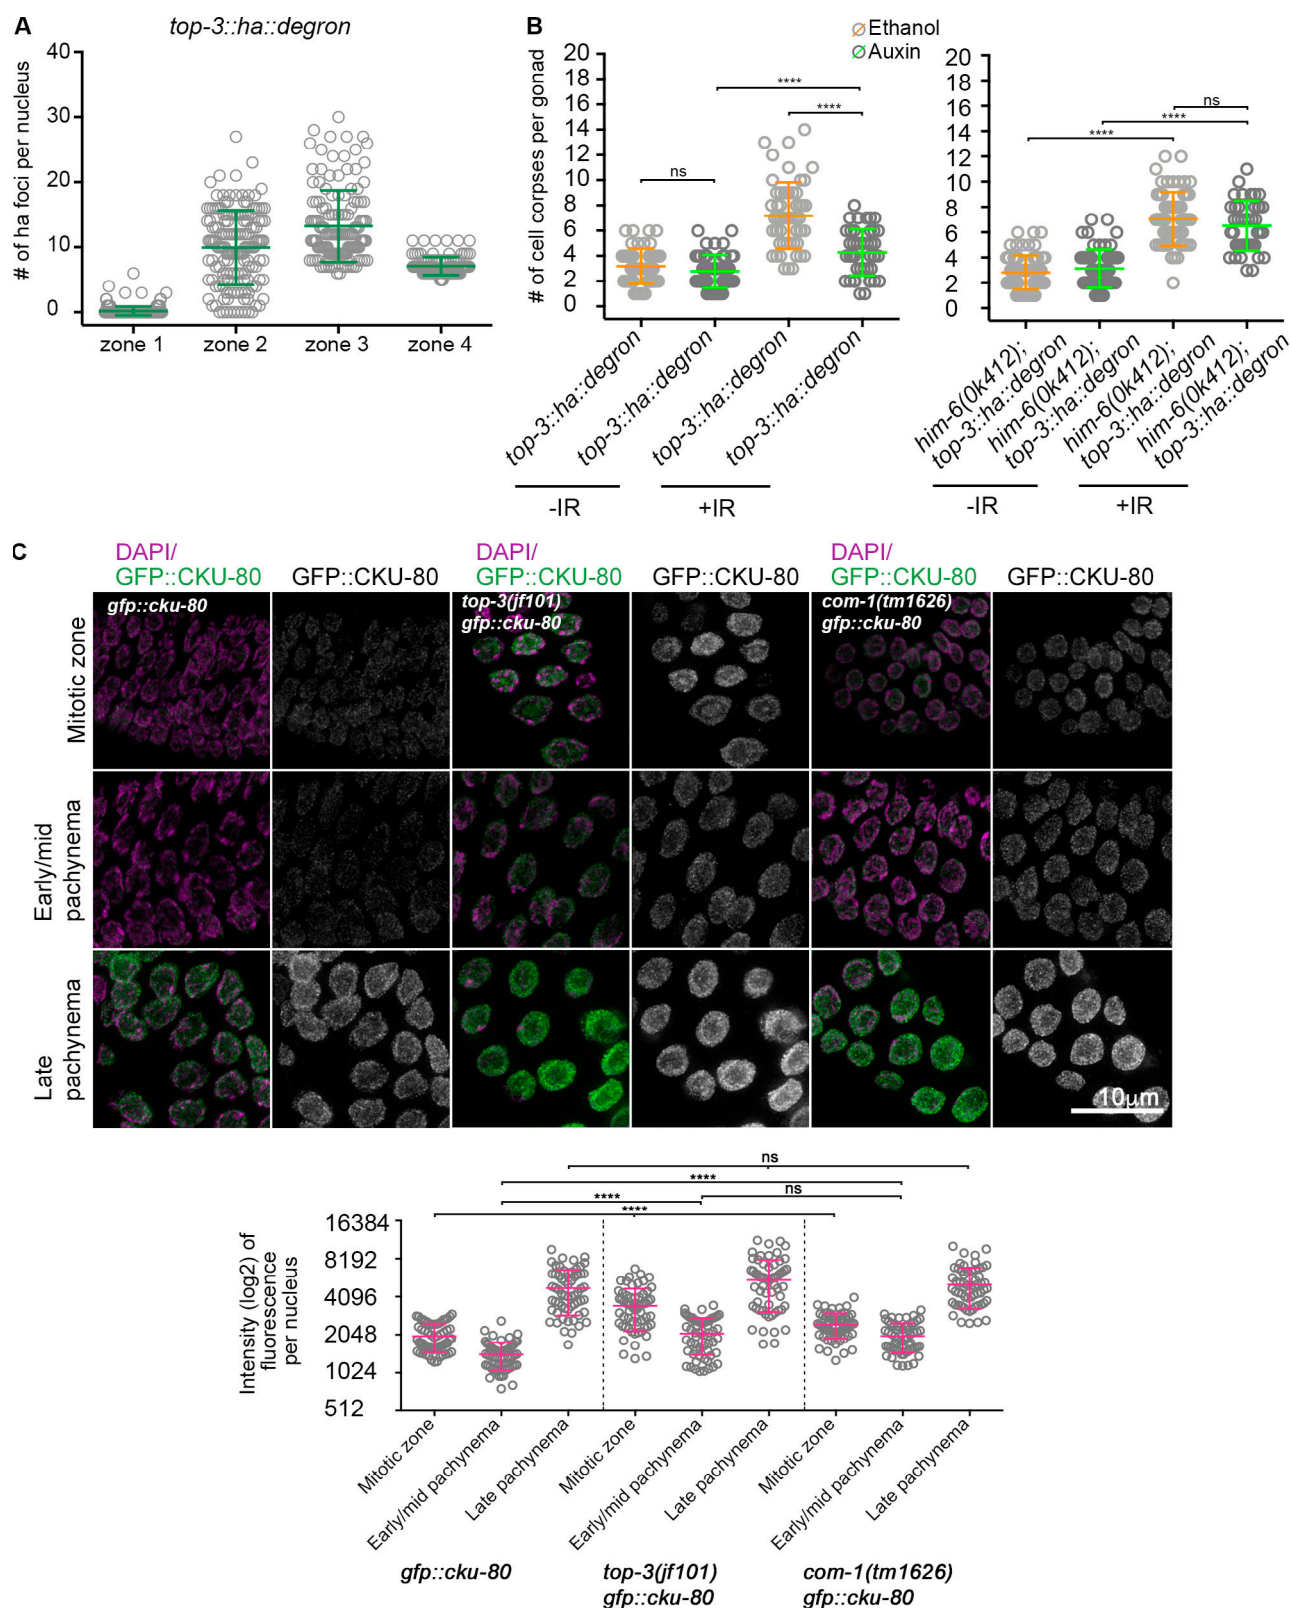 A
top-3::ha::degron
# of ha foci per nucleus
40
30
20
10
0
zone 1
zone 2
zone 3
zone 4
B
Ethanol
Auxin
# of cell corpses per gonad
20
18
16
14
12
10
8
6
4
2
0
ns
****
****
top-3::ha::degron
top-3::ha::degron
top-3::ha::degron
top-3::ha::degron
-IR
+IR
20
18
16
14
12
10
8
6
4
2
0
ns
****
****
him-6(0k412);
top-3::ha::degron
him-6(0k412);
top-3::ha::degron
him-6(0k412);
top-3::ha::degron
him-6(0k412);
top-3::ha::degron
-IR
+IR
C
DAPI/
GFP::CKU-80
GFP::CKU-80
DAPI/
GFP::CKU-80
GFP::CKU-80
DAPI/
GFP::CKU-80
GFP::CKU-80
gfp::cku-80
top-3(jf101)
gfp::cku-80
com-1(tm1626)
gfp::cku-80
Mitotic zone
Early/mid
pachynema
Late
pachynema
10µm
ns
****
ns
****
****
Intensity (log2) of
fluorescence
per nucleus
16384
8192
4096
2048
1024
512
Mitotic zone
Early/mid pachynema
Late pachynema
Mitotic zone
Early/mid pachynema
Late pachynema
Mitotic zone
Early/mid pachynema
Late pachynema
gfp::cku-80
top-3(jf101)
gfp::cku-80
com-1(tm1626)
gfp::cku-80